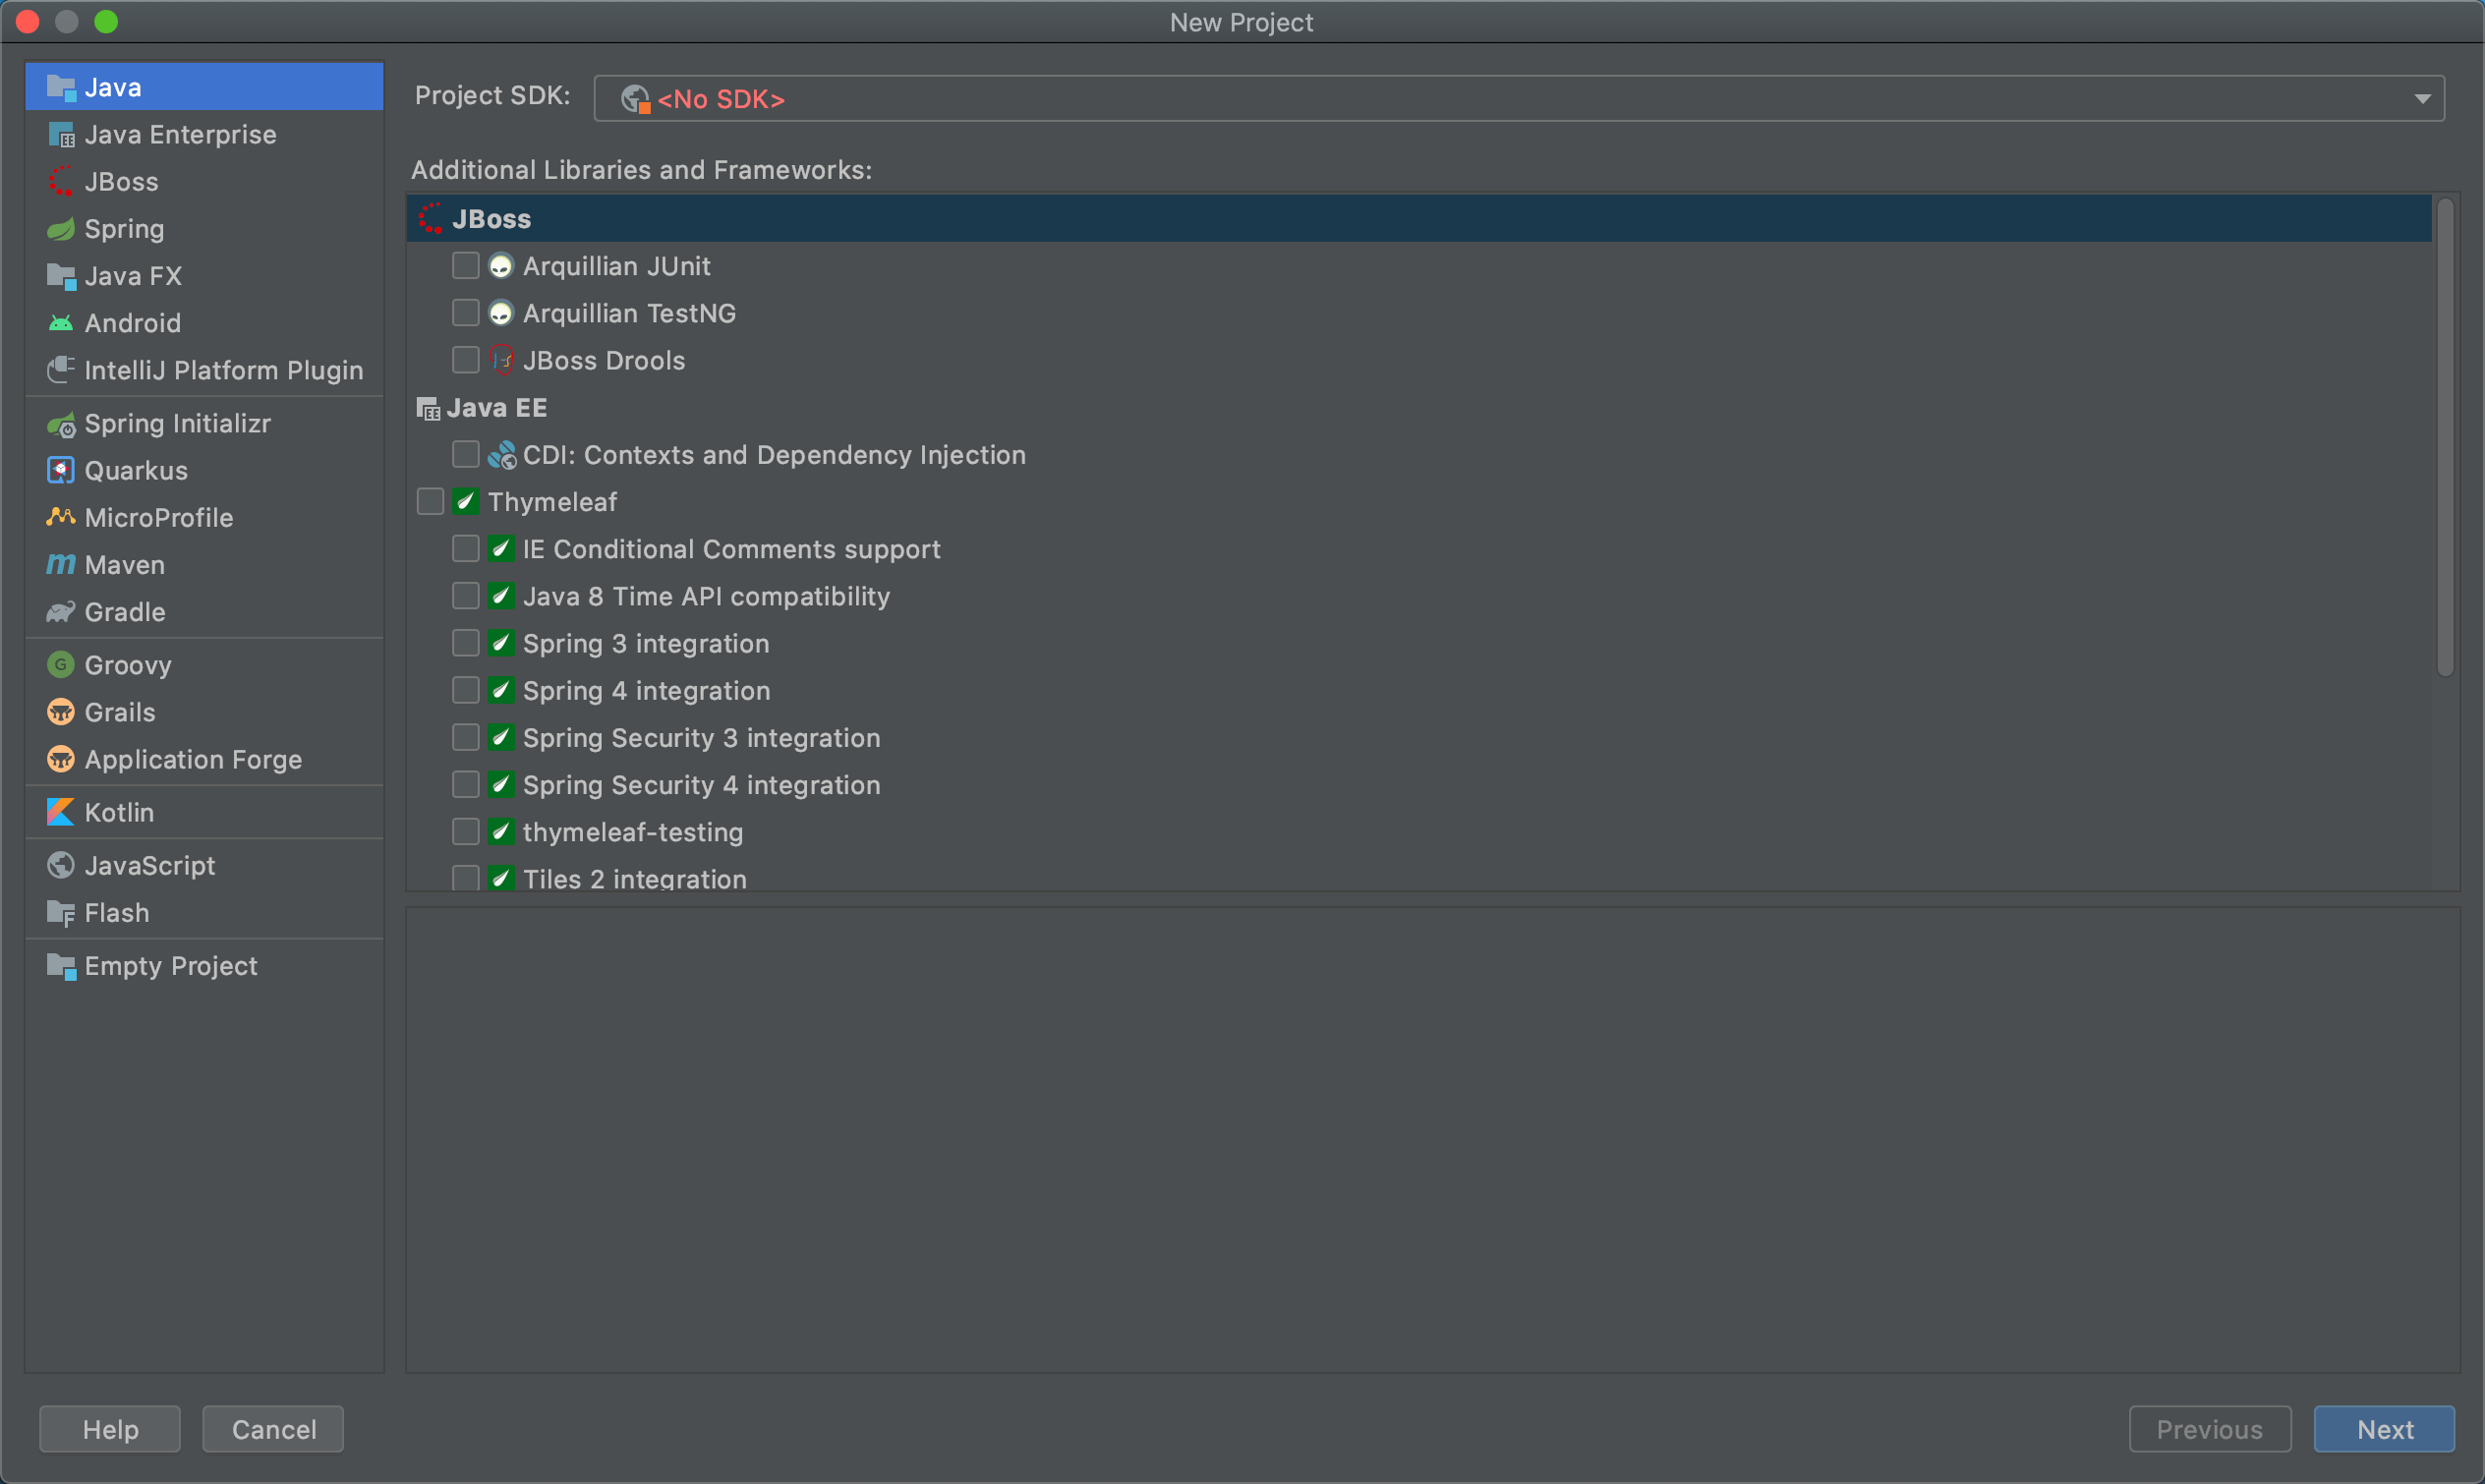 New Project
Java
Java Enterprise
JBoss
Spring
Java FX
Android
IntelliJ Platform Plugin
Spring Initializr
Quarkus
MicroProfile
Maven
Gradle
Groovy
Grails
Application Forge
Kotlin
JavaScript
Flash
Empty Project
Project SDK: <No SDK>
Additional Libraries and Frameworks:
JBoss
Arquillian JUnit
Arquillian TestNG
JBoss Drools
Java EE
CDI: Contexts and Dependency Injection
Thymeleaf
IE Conditional Comments support
Java 8 Time API compatibility
Spring 3 integration
Spring 4 integration
Spring Security 3 integration
Spring Security 4 integration
thymeleaf-testing
Tiles 2 integration
Help Cancel Previous Next